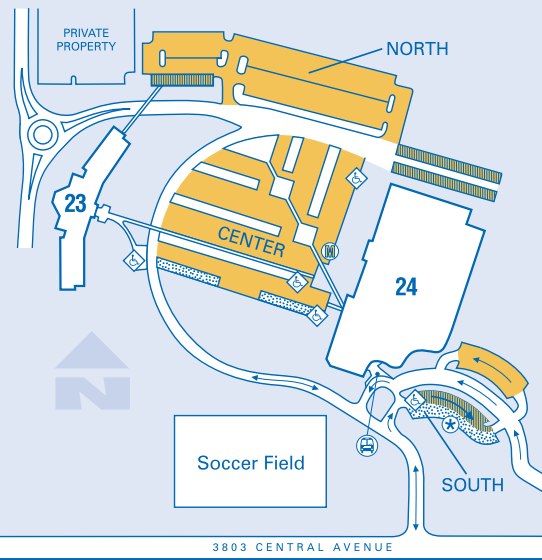 PRIVATE
PROPERTY
NORTH
23
CENTER
24
N
Soccer Field
*
SOUTH
3803 CENTRAL AVENUE